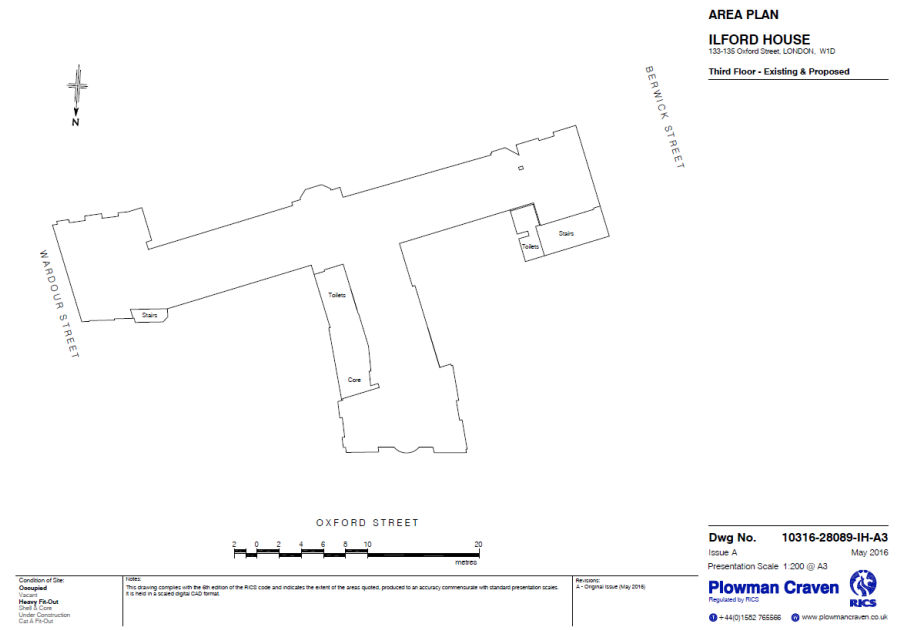 AREA PLAN
ILFORD HOUSE
133-135 Oxford Street, LONDON, W1D
Third Floor - Existing & Proposed
N
BERWICK STREET
WARDOUR STREET
Stairs
Toilets
Stairs
Toilets
Core
OXFORD STREET
2 0 2 4 6 8 10 20
metres
Dwg No. 10316-28089-IH-A3
Issue A May 2016
Presentation Scale 1:200 @ A3
Plowman Craven
Regulated by RICS
RICS
+44(0)1582 765566 www.plowmancraven.co.uk
Condition of Site:
Occupied
Vacant
Heavy Fit-Out
Shell & Core
Under Construction
Cat A Fit-Out
Notes:
This drawing complies with the 6th edition of the RICS code and indicates the extent of the areas quoted, produced to an accuracy commensurate with standard presentation scales.
It is held in a scaled digital CAD format.
Revisions:
A - Original Issue (May 2016)